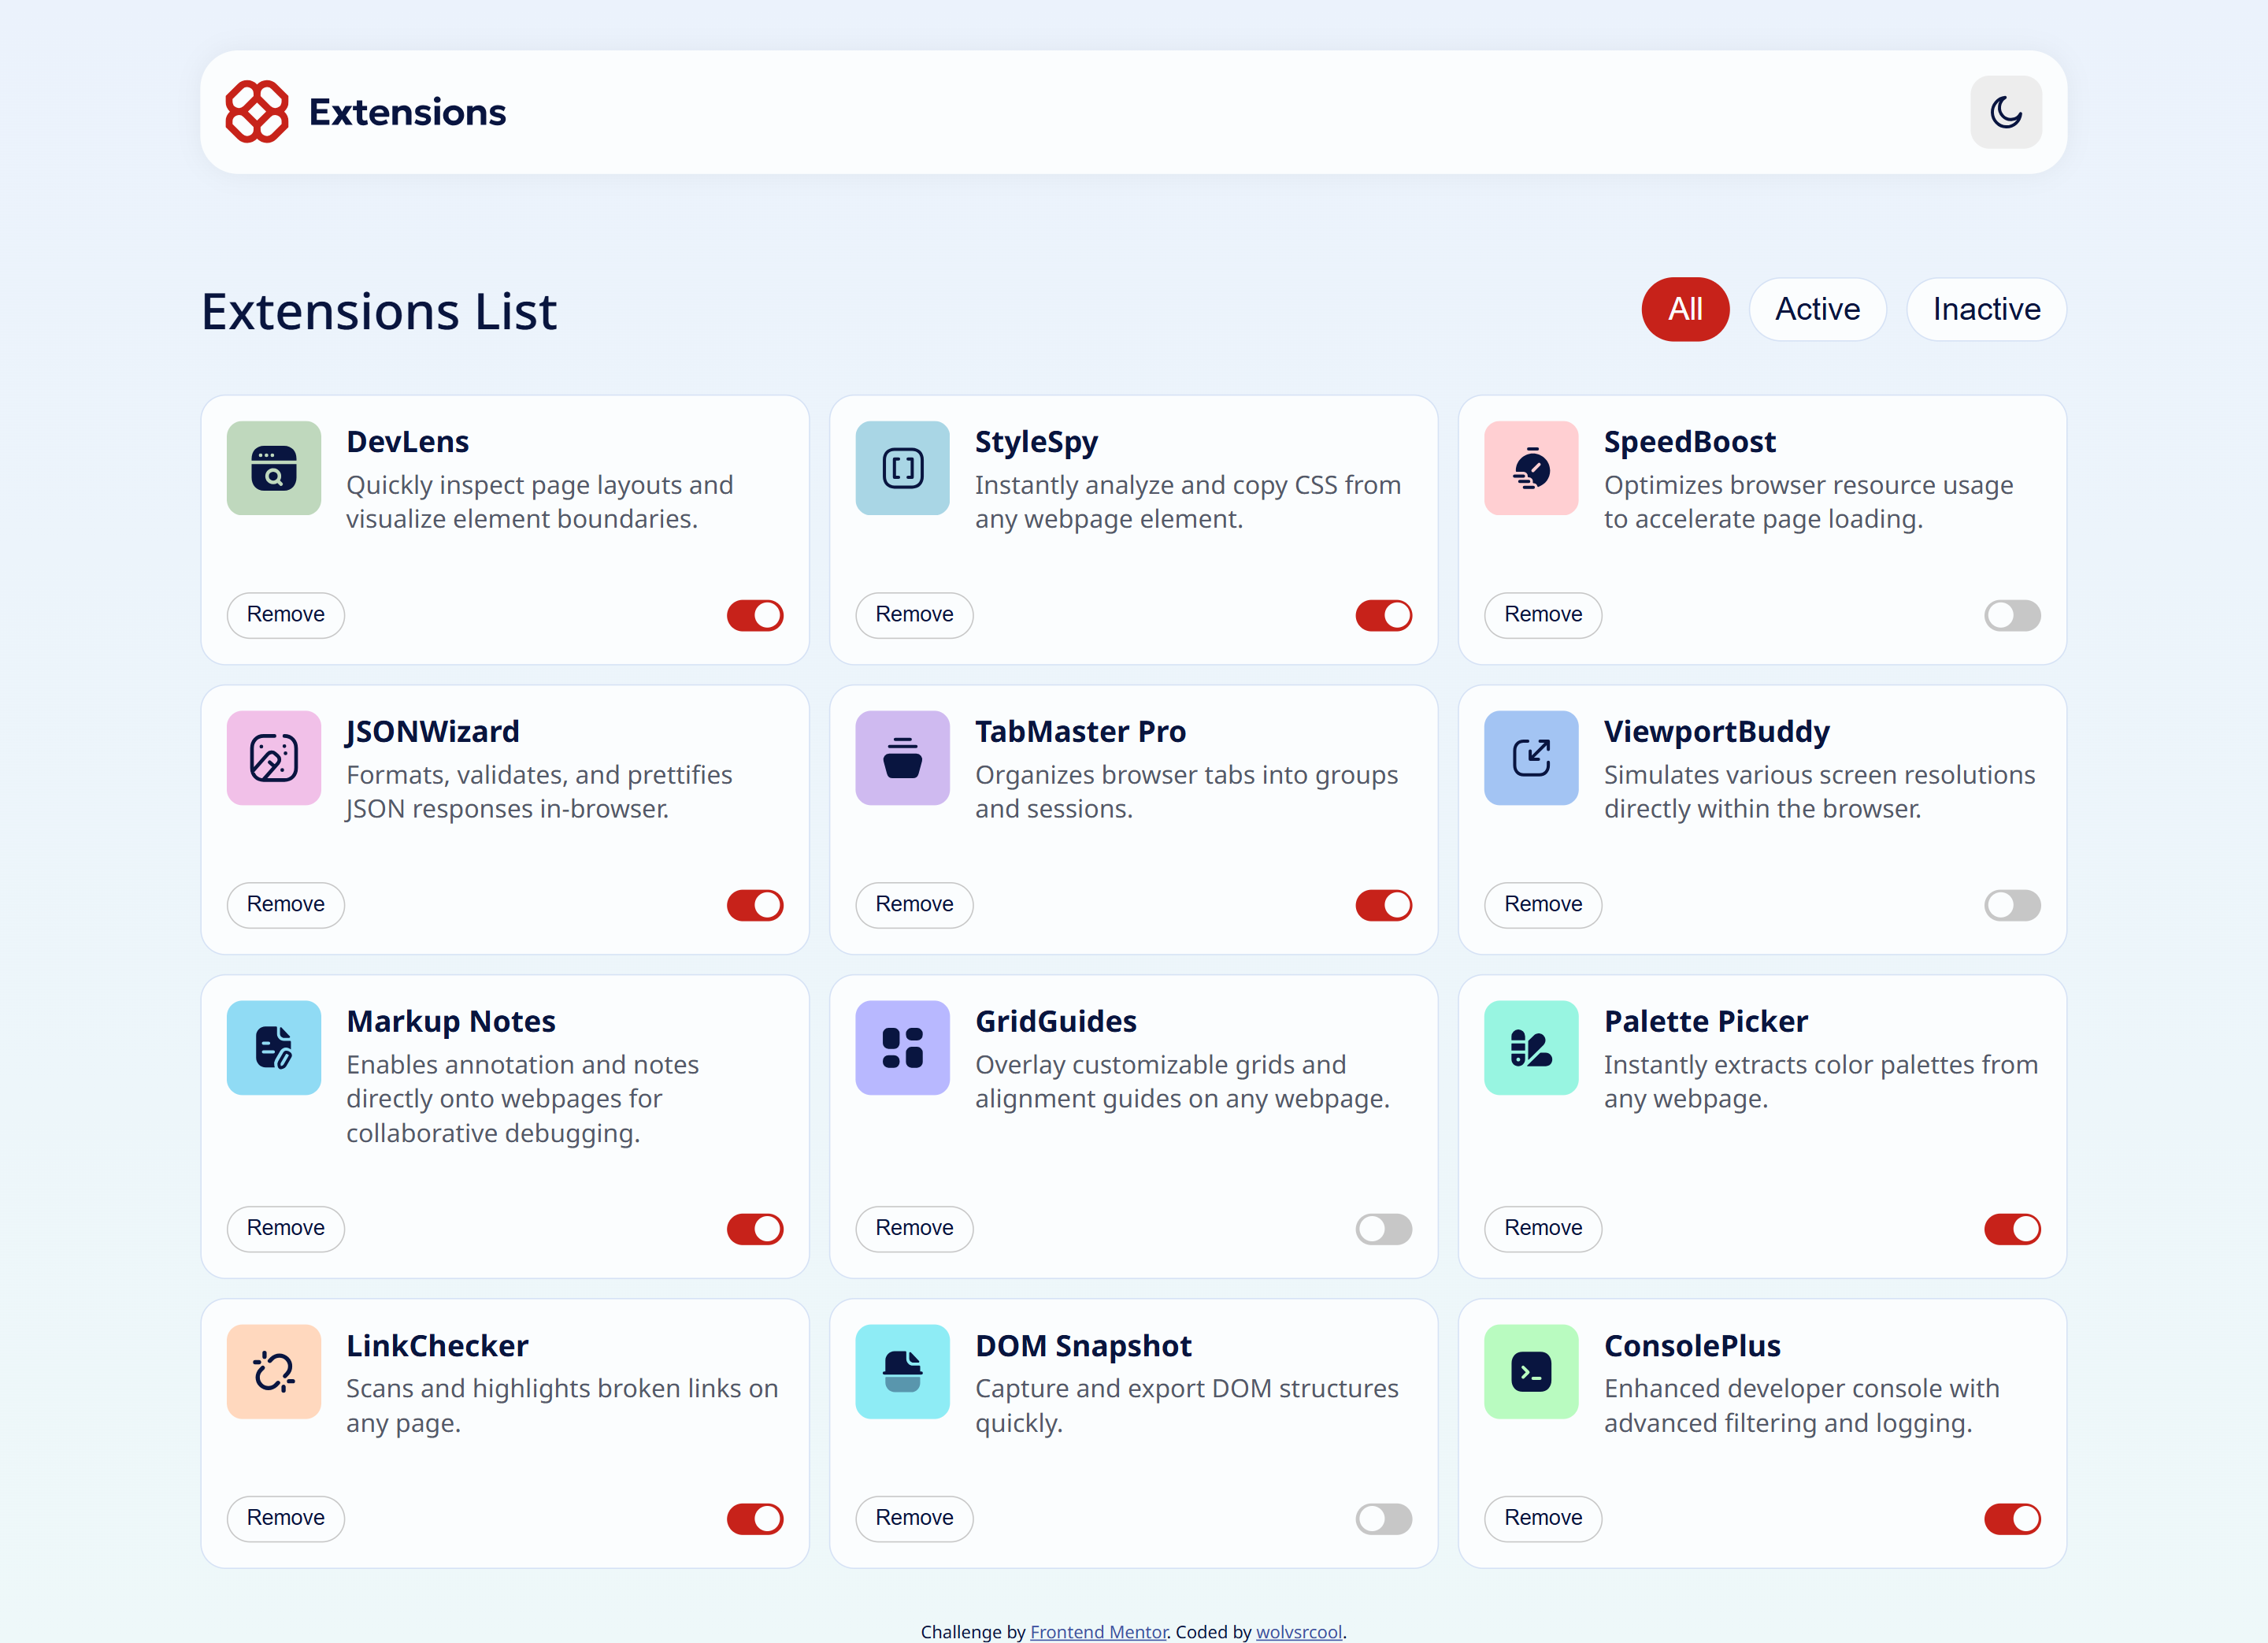 Extensions
Extensions List
All
Active
Inactive
DevLens
Quickly inspect page layouts and
visualize element boundaries.
Remove
StyleSpy
Instantly analyze and copy CSS from
any webpage element.
Remove
SpeedBoost
Optimizes browser resource usage
to accelerate page loading.
Remove
JSONWizard
Formats, validates, and prettifies
JSON responses in-browser.
Remove
TabMaster Pro
Organizes browser tabs into groups
and sessions.
Remove
ViewportBuddy
Simulates various screen resolutions
directly within the browser.
Remove
Markup Notes
Enables annotation and notes
directly onto webpages for
collaborative debugging.
Remove
GridGuides
Overlay customizable grids and
alignment guides on any webpage.
Remove
Palette Picker
Instantly extracts color palettes from
any webpage.
Remove
LinkChecker
Scans and highlights broken links on
any page.
Remove
DOM Snapshot
Capture and export DOM structures
quickly.
Remove
ConsolePlus
Enhanced developer console with
advanced filtering and logging.
Remove
Challenge by Frontend Mentor. Coded by wolvsrcool.